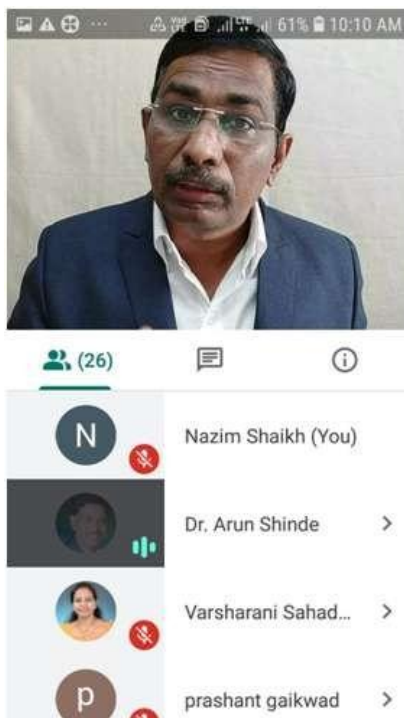 61% 10:10 AM
(26)
N
Nazim Shaikh (You)
Dr. Arun Shinde
Varsharani Sahad...
p
prashant gaikwad